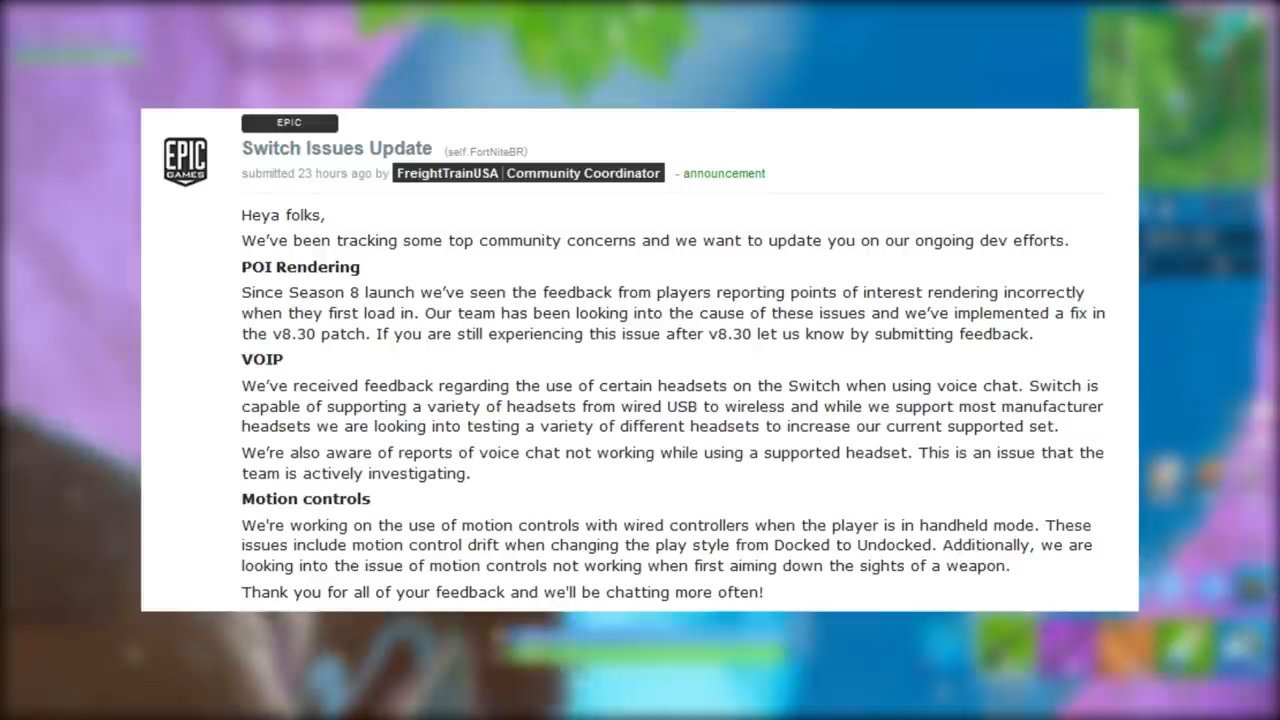 EPIC
EPIC
GAMES
Switch Issues Update (self.FortNiteBR)
submitted 23 hours ago by FreightTrainUSA | Community Coordinator - announcement
Heya folks,
We’ve been tracking some top community concerns and we want to update you on our ongoing dev efforts.
POI Rendering
Since Season 8 launch we’ve seen the feedback from players reporting points of interest rendering incorrectly
when they first load in. Our team has been looking into the cause of these issues and we’ve implemented a fix in
the v8.30 patch. If you are still experiencing this issue after v8.30 let us know by submitting feedback.
VOIP
We’ve received feedback regarding the use of certain headsets on the Switch when using voice chat. Switch is
capable of supporting a variety of headsets from wired USB to wireless and while we support most manufacturer
headsets we are looking into testing a variety of different headsets to increase our current supported set.
We’re also aware of reports of voice chat not working while using a supported headset. This is an issue that the
team is actively investigating.
Motion controls
We're working on the use of motion controls with wired controllers when the player is in handheld mode. These
issues include motion control drift when changing the play style from Docked to Undocked. Additionally, we are
looking into the issue of motion controls not working when first aiming down the sights of a weapon.
Thank you for all of your feedback and we'll be chatting more often!